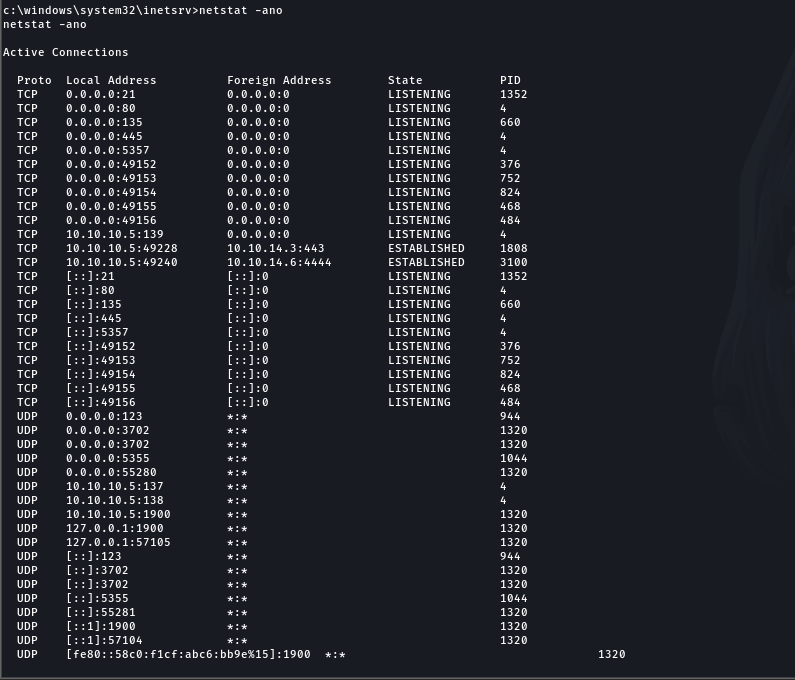 c:\windows\system32\inetsrv>netstat -ano
netstat -ano
Active Connections
Proto  Local Address          Foreign Address        State           PID
TCP    0.0.0.0:21             0.0.0.0:0              LISTENING       1352
TCP    0.0.0.0:80             0.0.0.0:0              LISTENING       4
TCP    0.0.0.0:135            0.0.0.0:0              LISTENING       660
TCP    0.0.0.0:445            0.0.0.0:0              LISTENING       4
TCP    0.0.0.0:5357           0.0.0.0:0              LISTENING       4
TCP    0.0.0.0:49152          0.0.0.0:0              LISTENING       376
TCP    0.0.0.0:49153          0.0.0.0:0              LISTENING       752
TCP    0.0.0.0:49154          0.0.0.0:0              LISTENING       824
TCP    0.0.0.0:49155          0.0.0.0:0              LISTENING       468
TCP    0.0.0.0:49156          0.0.0.0:0              LISTENING       484
TCP    10.10.10.5:139         0.0.0.0:0              LISTENING       4
TCP    10.10.10.5:49228       10.10.14.3:443         ESTABLISHED     1808
TCP    10.10.10.5:49240       10.10.14.6:4444        ESTABLISHED     3100
TCP    [::]:21                [::]:0                 LISTENING       1352
TCP    [::]:80                [::]:0                 LISTENING       4
TCP    [::]:135               [::]:0                 LISTENING       660
TCP    [::]:445               [::]:0                 LISTENING       4
TCP    [::]:5357              [::]:0                 LISTENING       4
TCP    [::]:49152             [::]:0                 LISTENING       376
TCP    [::]:49153             [::]:0                 LISTENING       752
TCP    [::]:49154             [::]:0                 LISTENING       824
TCP    [::]:49155             [::]:0                 LISTENING       468
TCP    [::]:49156             [::]:0                 LISTENING       484
UDP    0.0.0.0:123            *:*                                    944
UDP    0.0.0.0:3702           *:*                                    1320
UDP    0.0.0.0:3702           *:*                                    1320
UDP    0.0.0.0:5355           *:*                                    1044
UDP    0.0.0.0:55280          *:*                                    1320
UDP    10.10.10.5:137         *:*                                    4
UDP    10.10.10.5:138         *:*                                    4
UDP    10.10.10.5:1900        *:*                                    1320
UDP    127.0.0.1:1900         *:*                                    1320
UDP    127.0.0.1:57105        *:*                                    1320
UDP    [::]:123               *:*                                    944
UDP    [::]:3702              *:*                                    1320
UDP    [::]:3702              *:*                                    1320
UDP    [::]:5355              *:*                                    1044
UDP    [::]:55281             *:*                                    1320
UDP    [::1]:1900             *:*                                    1320
UDP    [::1]:57104            *:*                                    1320
UDP    [fe80::58c0:f1cf:abc6:bb9e%15]:1900  *:*                                    1320